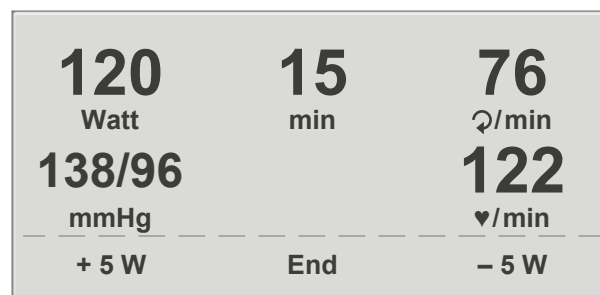 120 15 76
Watt min ⤸/min
138/96 122
mmHg ♥/min
+ 5 W End – 5 W